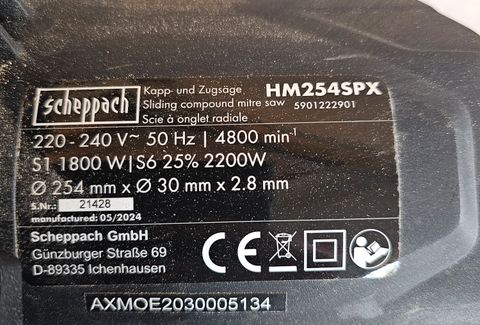 scheppach
Kapp- und Zugsäge HM254SPX
Sliding compound mitre saw 5901222901
Scie à onglet radiale
220 - 240 V~ 50 Hz | 4800 min⁻¹
S1 1800 W | S6 25% 2200W
Ø 254 mm x Ø 30 mm x 2.8 mm
S.Nr.: 21428
manufactured: 05/2024
Scheppach GmbH
Günzburger Straße 69
D-89335 Ichenhausen
CE
AXMOE2030005134